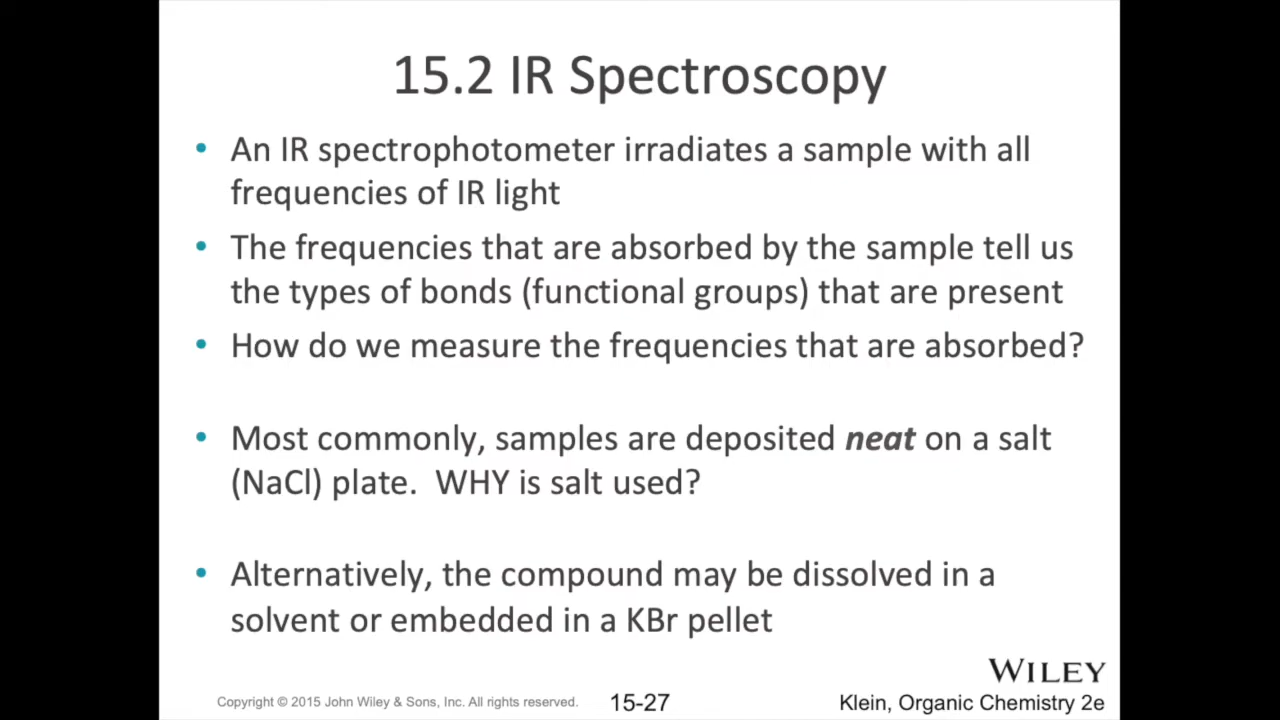 15.2 IR Spectroscopy
• An IR spectrophotometer irradiates a sample with all
frequencies of IR light
• The frequencies that are absorbed by the sample tell us
the types of bonds (functional groups) that are present
• How do we measure the frequencies that are absorbed?
• Most commonly, samples are deposited neat on a salt
(NaCl) plate. WHY is salt used?
• Alternatively, the compound may be dissolved in a
solvent or embedded in a KBr pellet
WILEY
Copyright © 2015 John Wiley & Sons, Inc. All rights reserved. 15-27 Klein, Organic Chemistry 2e